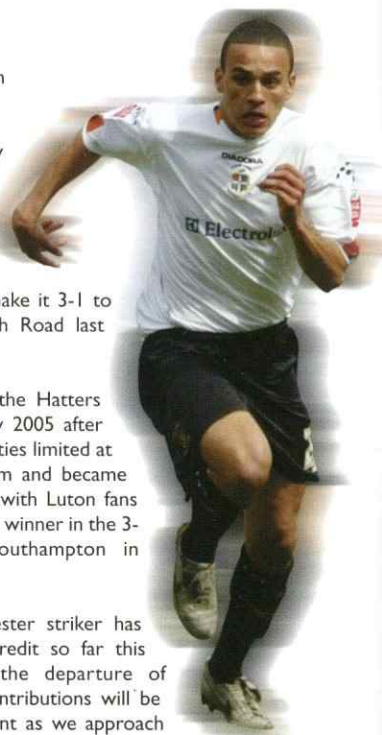 DIADORA
Electrol
make it 3-1 to
h Road last
the Hatters
2005 after
ties limited at
m and became
with Luton fans
winner in the 3-
outhampton in
ester striker has
redit so far this
the departure of
ntributions will be
nt as we approach